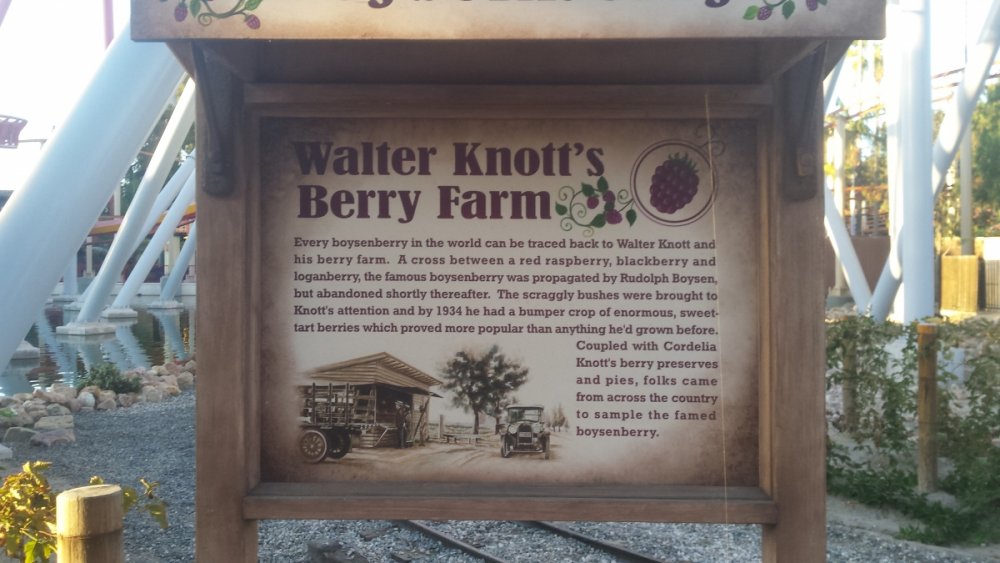 Walter Knott's
Berry Farm
Every boysenberry in the world can be traced back to Walter Knott and
his berry farm. A cross between a red raspberry, blackberry and
loganberry, the famous boysenberry was propagated by Rudolph Boysen,
but abandoned shortly thereafter. The scraggly bushes were brought to
Knott's attention and by 1934 he had a bumper crop of enormous, sweet-
tart berries which proved more popular than anything he'd grown before.
Coupled with Cordelia
Knott's berry preserves
and pies, folks came
from across the country
to sample the famed
boysenberry.